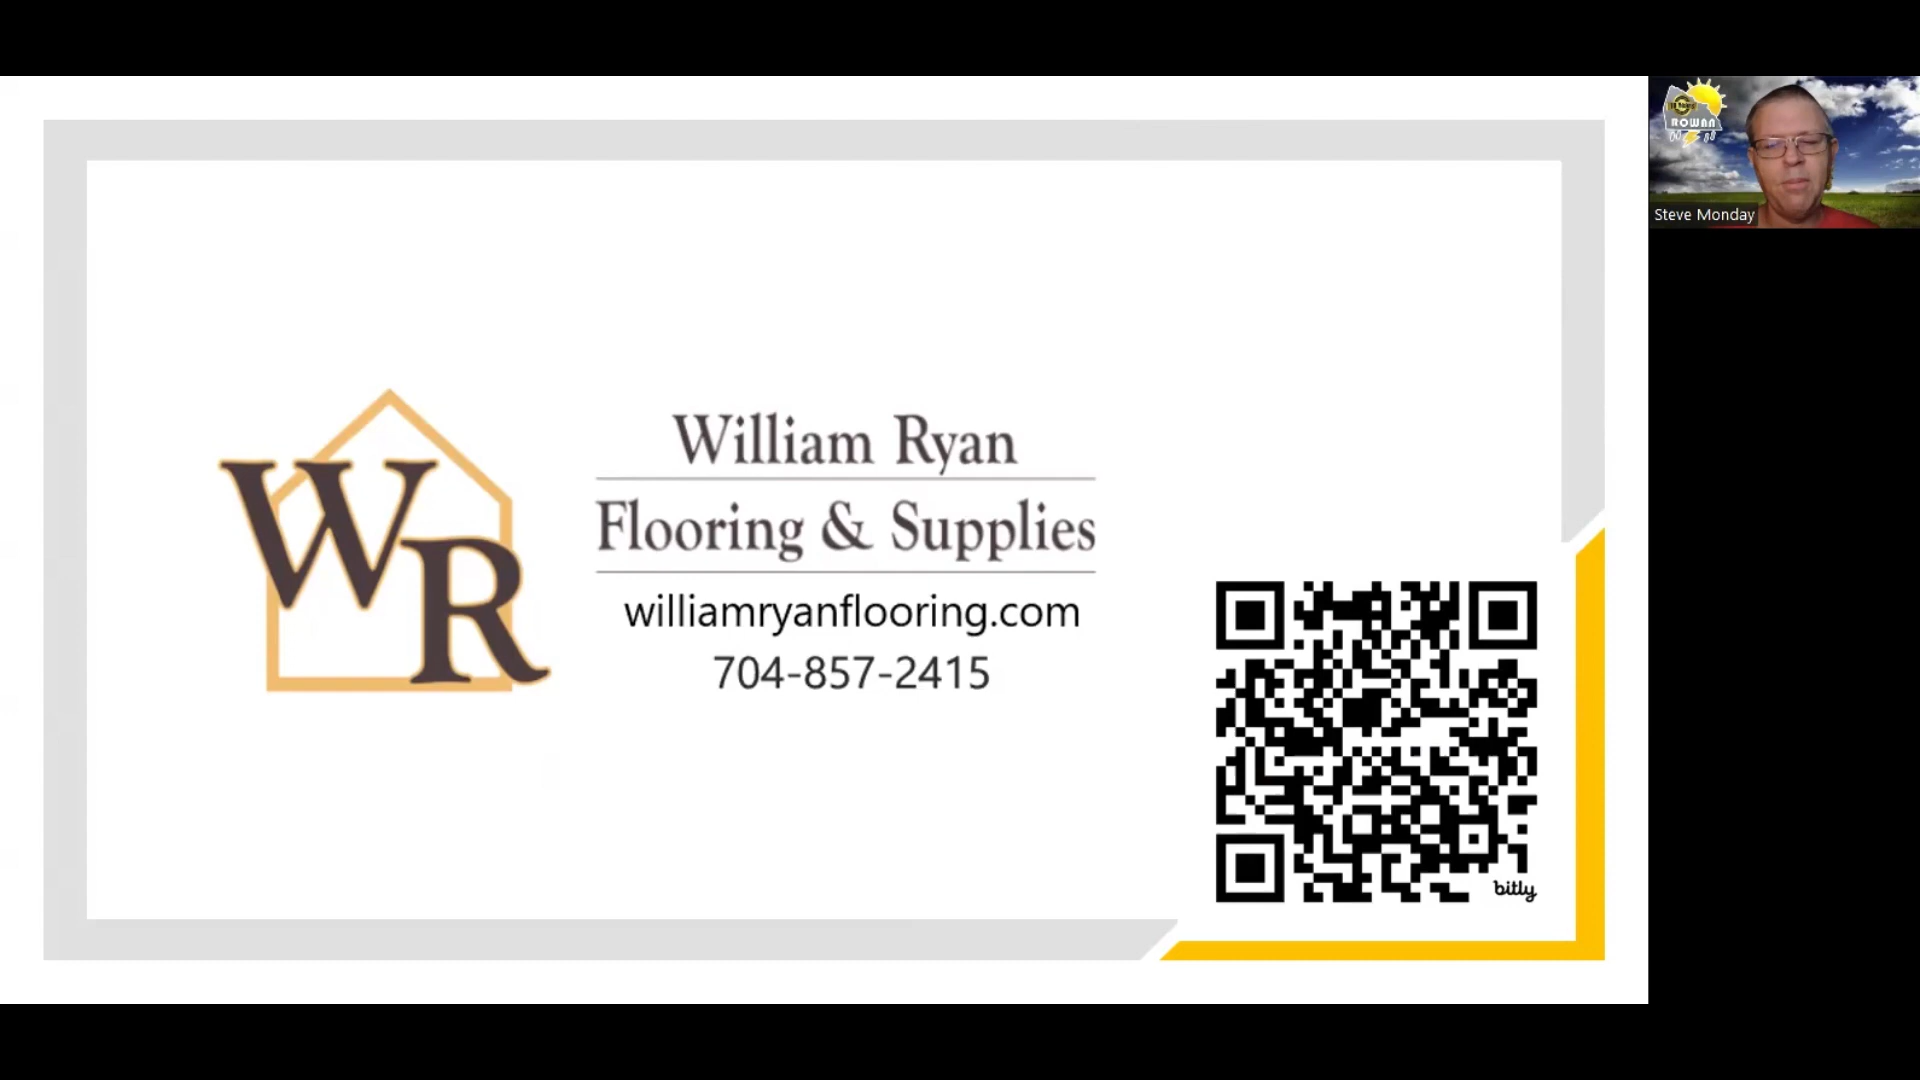 WR
William Ryan
Flooring & Supplies
williamryanflooring.com
704-857-2415
bitly
ROWAN
Steve Monday